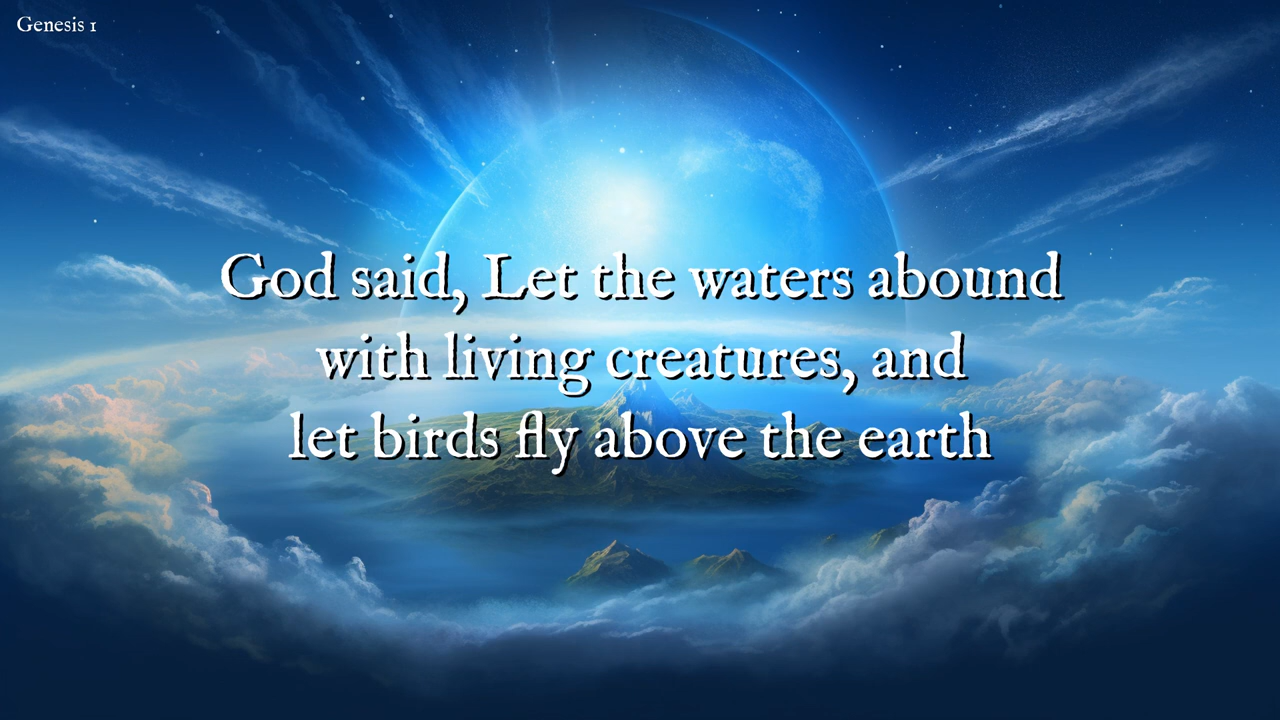 Genesis 1
God said, Let the waters abound
with living creatures, and
let birds fly above the earth